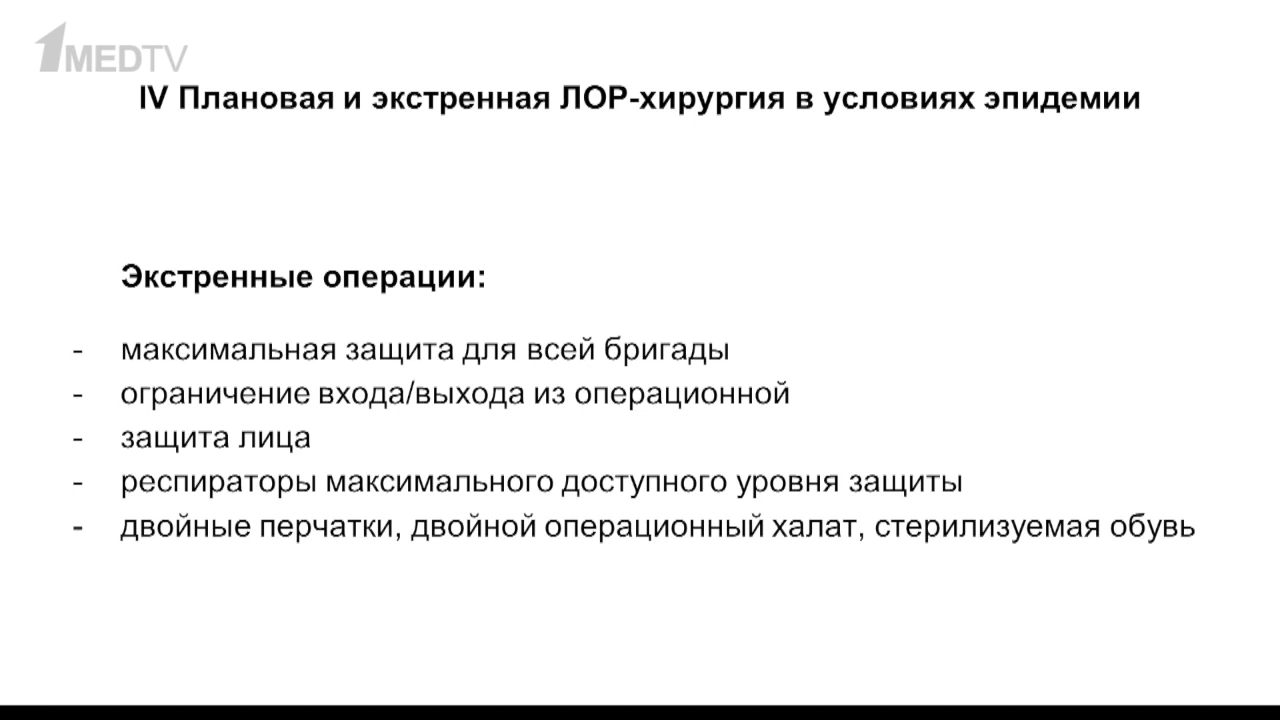 1MEDTV
IV Плановая и экстренная ЛОР-хирургия в условиях эпидемии
Экстренные операции:
- максимальная защита для всей бригады
- ограничение входа/выхода из операционной
- защита лица
- респираторы максимального доступного уровня защиты
- двойные перчатки, двойной операционный халат, стерилизуемая обувь